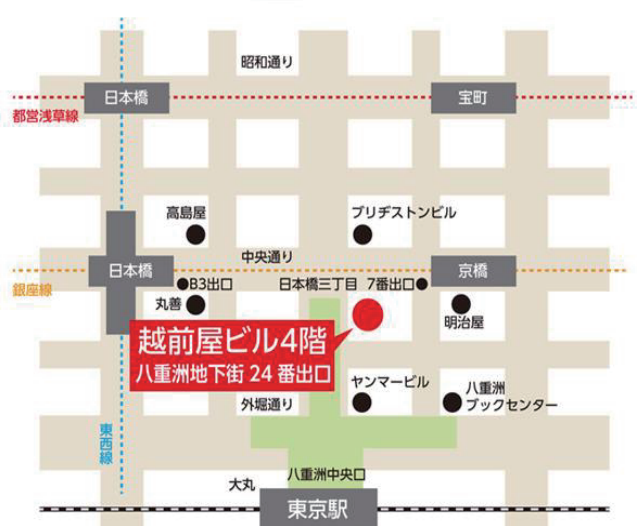 昭和通り
日本橋
宝町
都営浅草線
高島屋
ブリヂストンビル
中央通り
日本橋
京橋
B3出口
日本橋三丁目 7番出口
銀座線
丸善
明治屋
越前屋ビル4階
八重洲地下街 24 番出口
ヤンマービル
八重洲
ブックセンター
外堀通り
東西線
八重洲中央口
大丸
東京駅